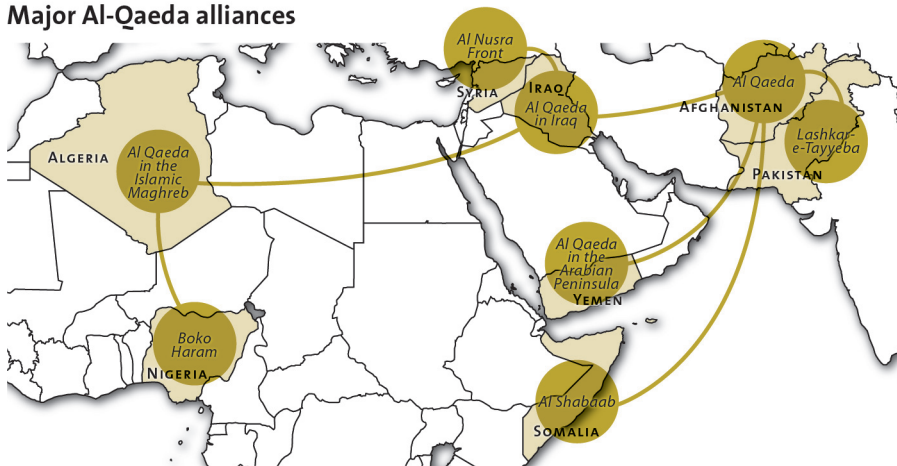 Major Al-Qaeda alliances
Al Nusra
Front
SYRIA
IRAQ
Al Qaeda
in Iraq
Al Qaeda
AFGHANISTAN
Lashkar-
e-Tayyeba
PAKISTAN
ALGERIA
Al Qaeda
in the
Islamic
Maghreb
Al Qaeda
in the
Arabian
Peninsula
YEMEN
Boko
Haram
NIGERIA
Al Shabaab
SOMALIA